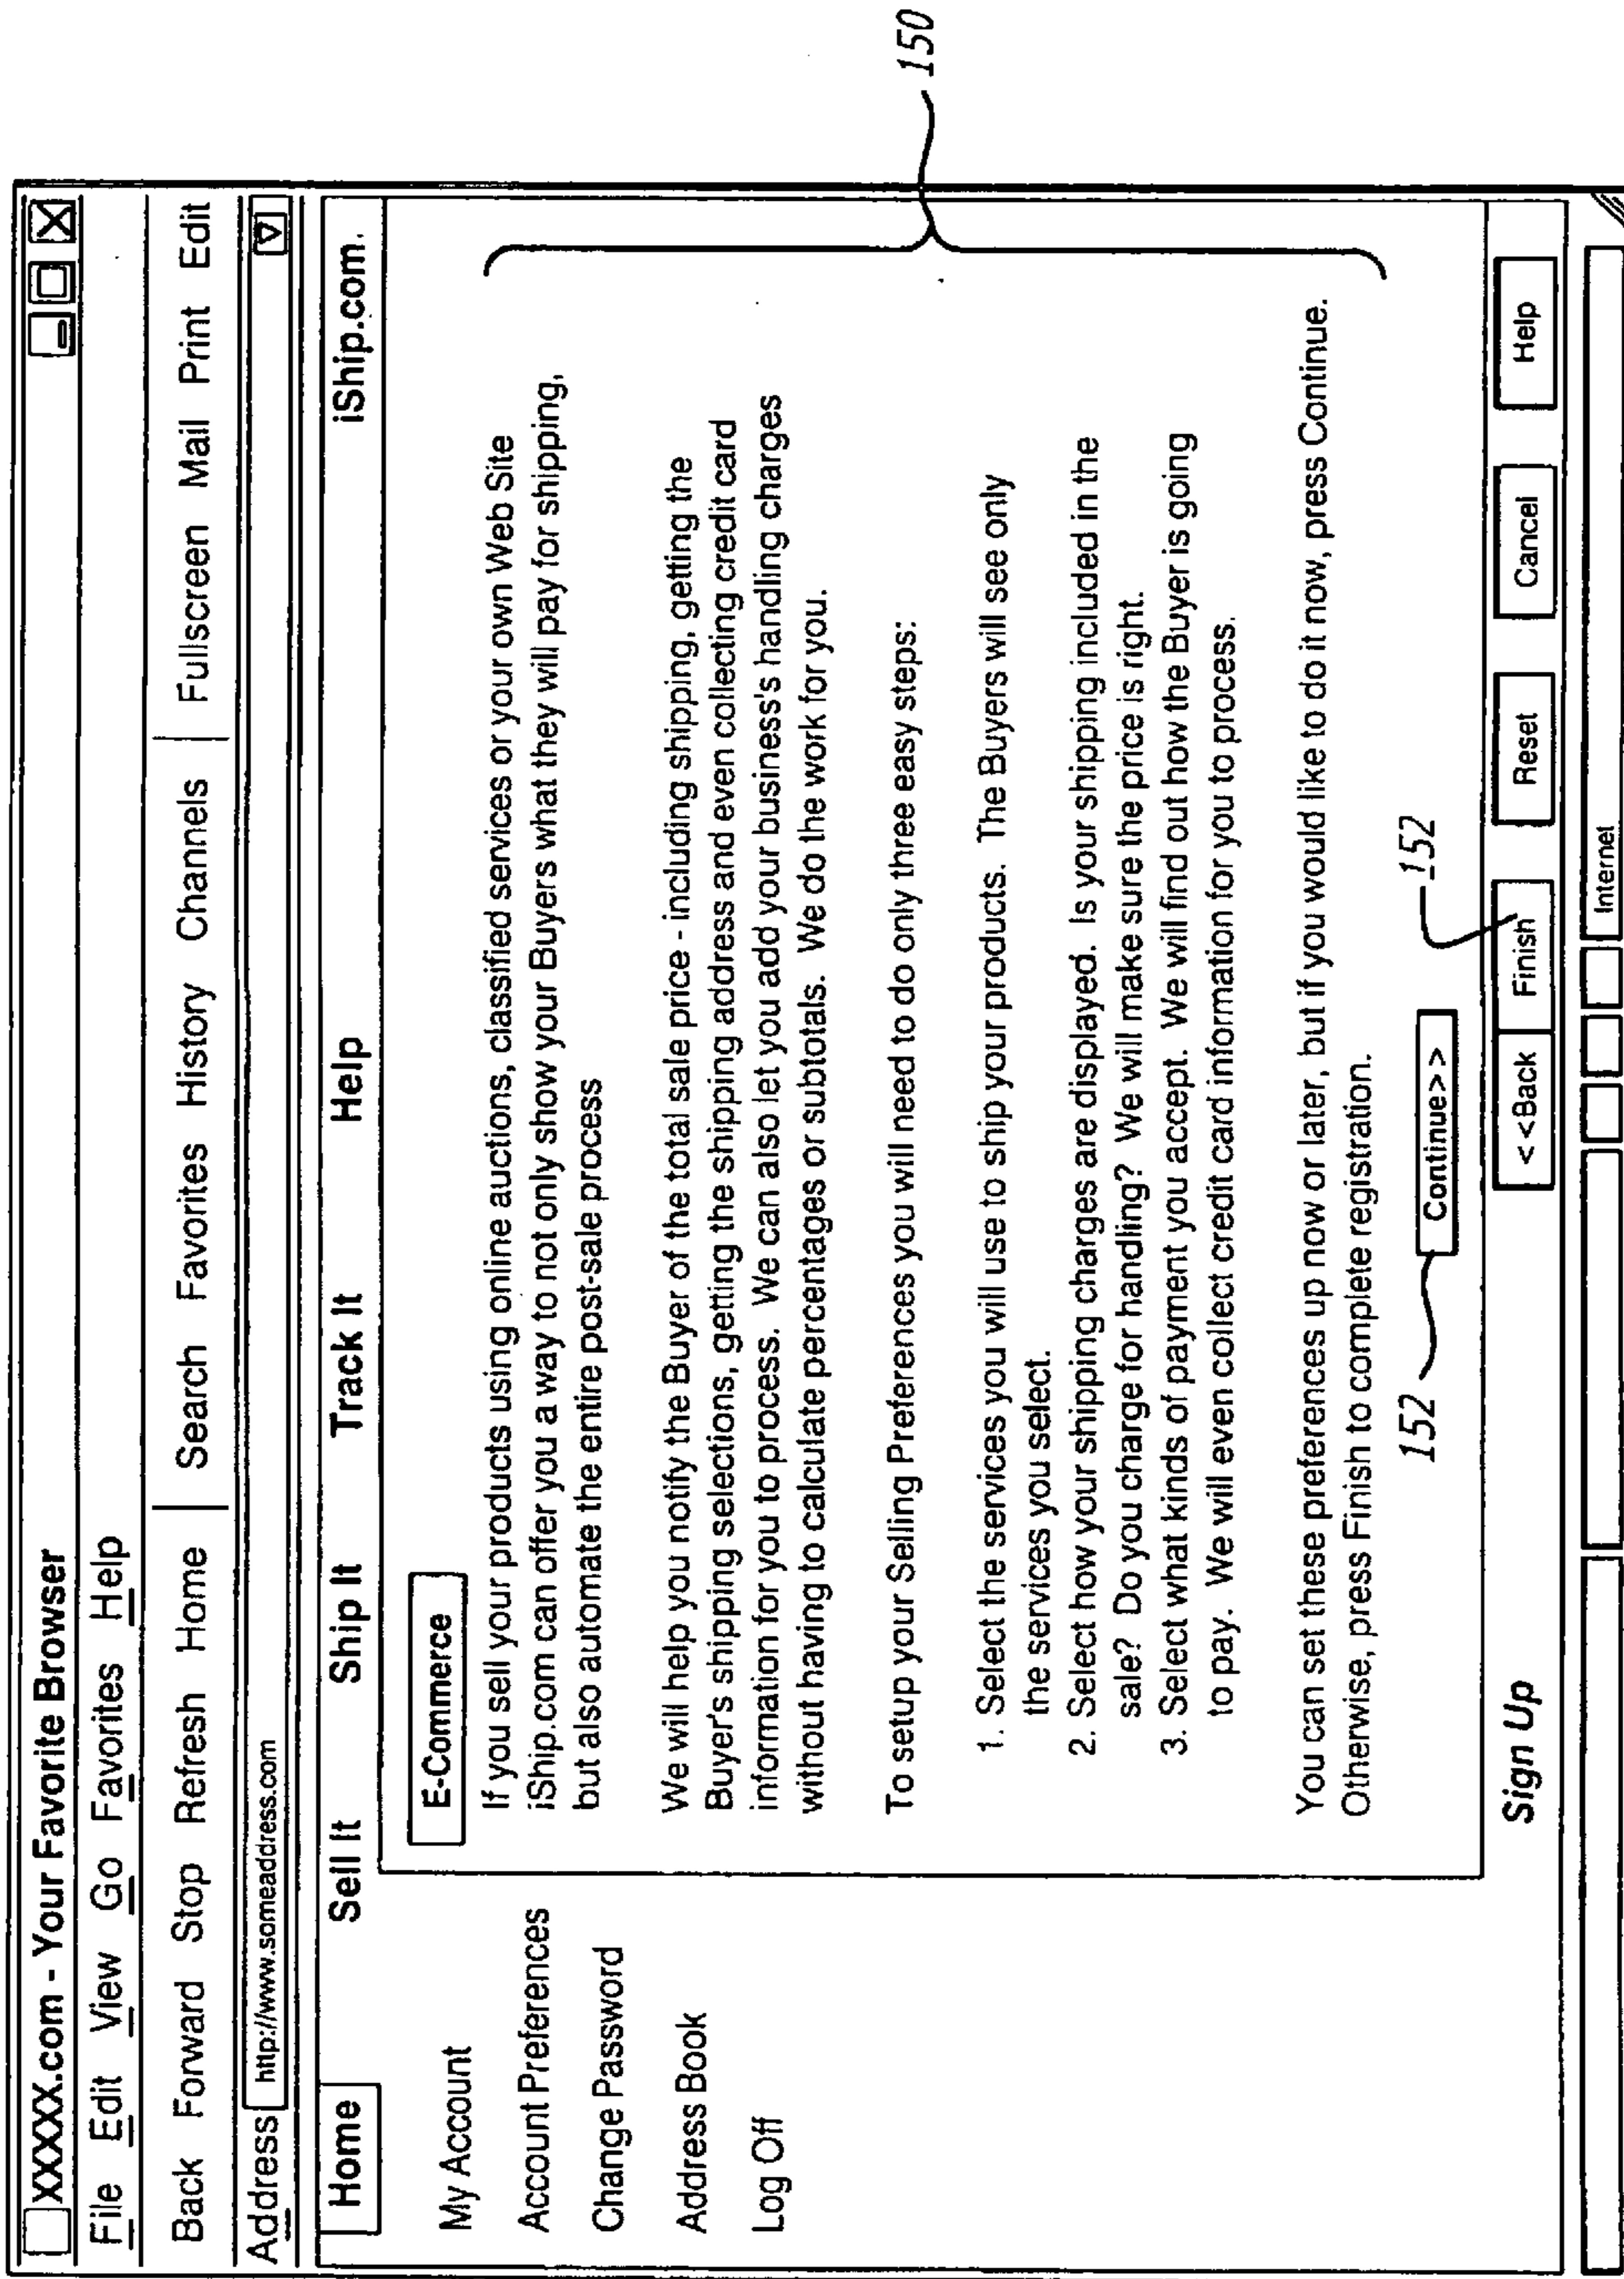 XXXXX.com - Your Favorite Browser
File Edit View Go Favorites Help
Back Forward Stop Refresh Home Search Favorites History Channels Fullscreen Mail Print Edit
Address http://www.someaddress.com
Home Sell It Ship It Track It Help iShip.com.
My Account
Account Preferences
Change Password
Address Book
Log Off
E-Commerce
If you sell your products using online auctions, classified services or your own Web Site
iShip.com can offer you a way to not only show your Buyers what they will pay for shipping,
but also automate the entire post-sale process
We will help you notify the Buyer of the total sale price - including shipping, getting the
Buyer's shipping selections, getting the shipping address and even collecting credit card
information for you to process. We can also let you add your business's handling charges
without having to calculate percentages or subtotals. We do the work for you.
To setup your Selling Preferences you will need to do only three easy steps:
1. Select the services you will use to ship your products. The Buyers will see only
the services you select.
2. Select how your shipping charges are displayed. Is your shipping included in the
sale? Do you charge for handling? We will make sure the price is right.
3. Select what kinds of payment you accept. We will find out how the Buyer is going
to pay. We will even collect credit card information for you to process.
You can set these preferences up now or later, but if you would like to do it now, press Continue.
Otherwise, press Finish to complete registration.
150
152 Continue>> 152
Sign Up <<Back Finish Reset Cancel Help
Internet